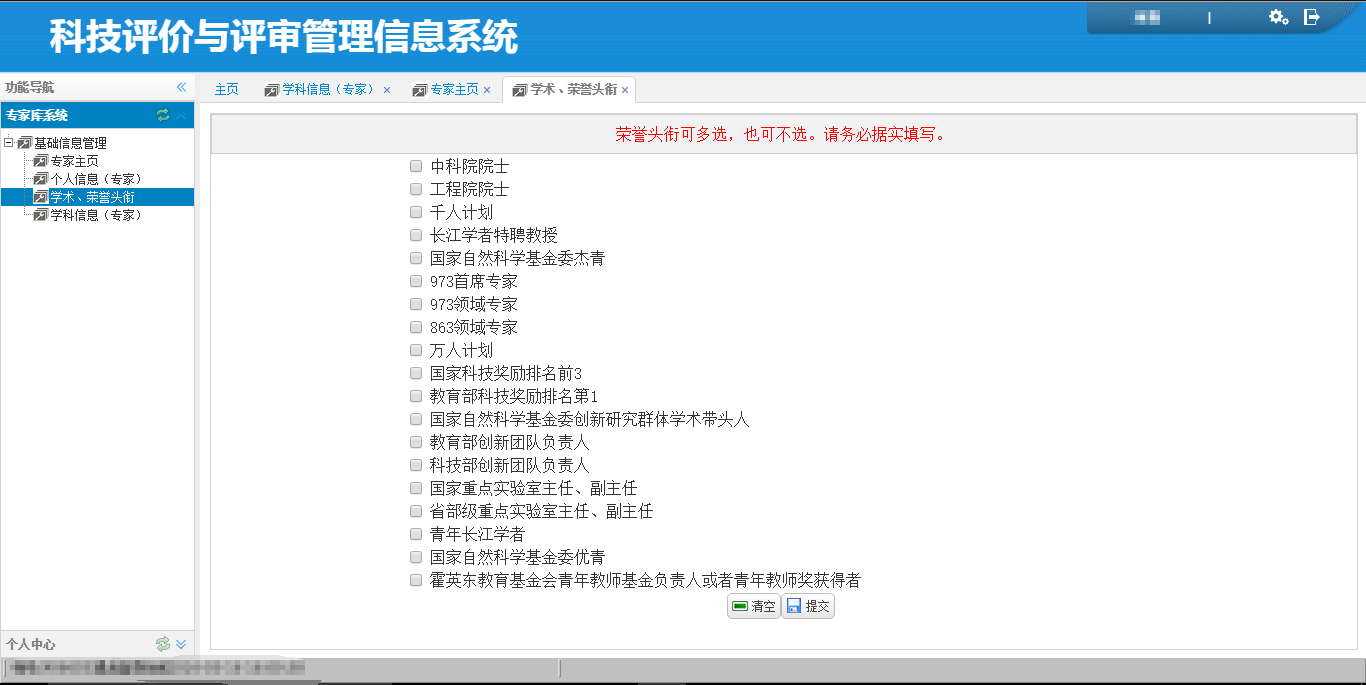 科技评价与评审管理信息系统
功能导航
主页 学科信息（专家） 专家主页 学术、荣誉头衔
专家库系统
基础信息管理
专家主页
个人信息（专家）
学术、荣誉头衔
学科信息（专家）
荣誉头衔可多选，也可不选。请务必据实填写。
中科院院士
工程院院士
千人计划
长江学者特聘教授
国家自然科学基金委杰青
973首席专家
973领域专家
863领域专家
万人计划
国家科技奖励排名前3
教育部科技奖励排名第1
国家自然科学基金委创新研究群体学术带头人
教育部创新团队负责人
科技部创新团队负责人
国家重点实验室主任、副主任
省部级重点实验室主任、副主任
青年长江学者
国家自然科学基金委优青
霍英东教育基金会青年教师基金负责人或者青年教师奖获得者
清空 提交
个人中心